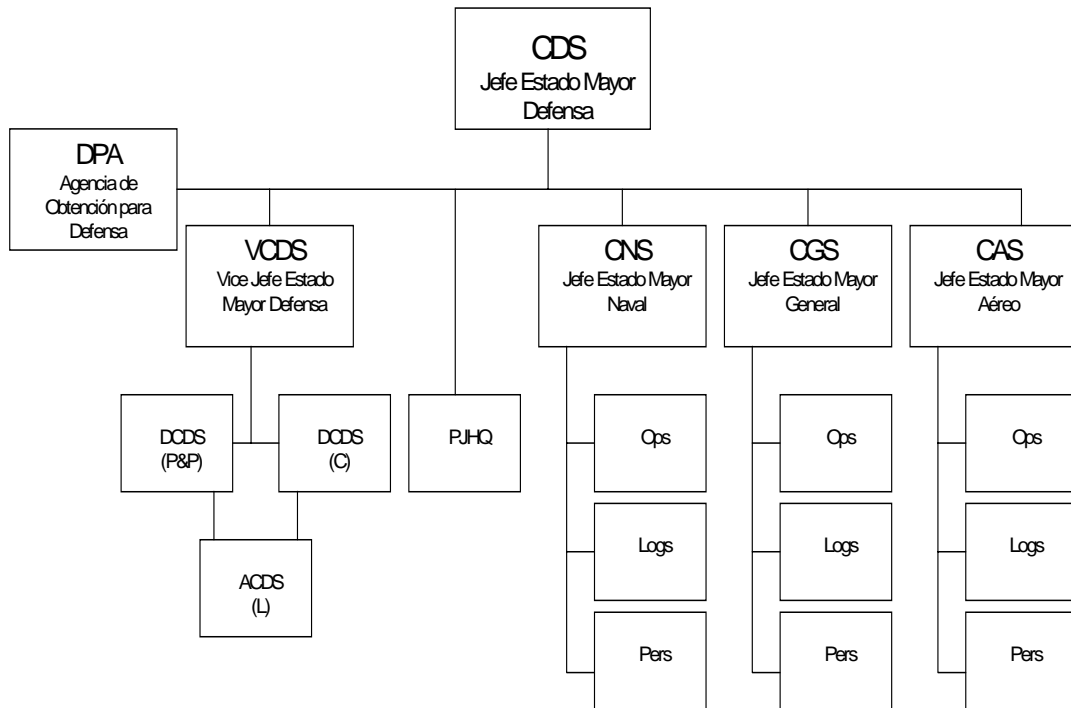 CDS
Jefe Estado Mayor
Defensa
DPA
Agencia de
Obtención para
Defensa
VCDS
Vice Jefe Estado
Mayor Defensa
CNS
Jefe Estado Mayor
Naval
CGS
Jefe Estado Mayor
General
CAS
Jefe Estado Mayor
Aéreo
DCDS
(P&P)
DCDS
(C)
PJHQ
Ops
Ops
Ops
Logs
Logs
Logs
ACDS
(L)
Pers
Pers
Pers